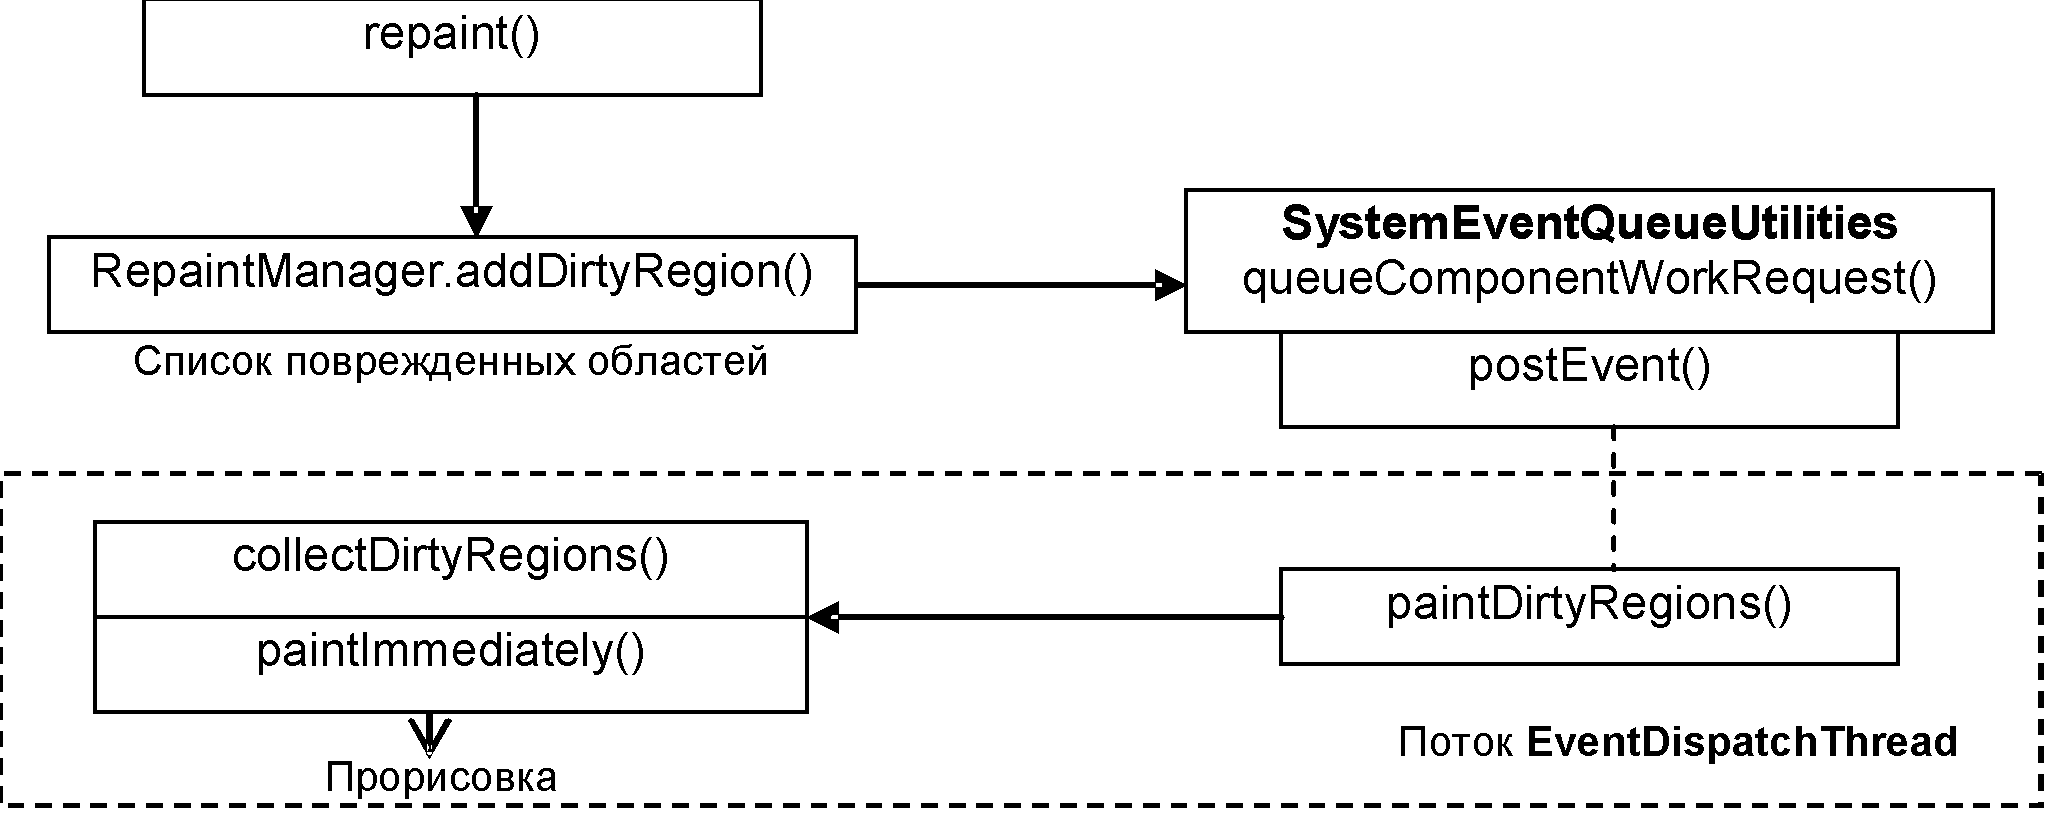 repaint()
RepaintManager.addDirtyRegion()
Список поврежденных областей
SystemEventQueueUtilities
queueComponentWorkRequest()
postEvent()
collectDirtyRegions()
paintImmediately()
Прорисовка
paintDirtyRegions()
Поток EventDispatchThread